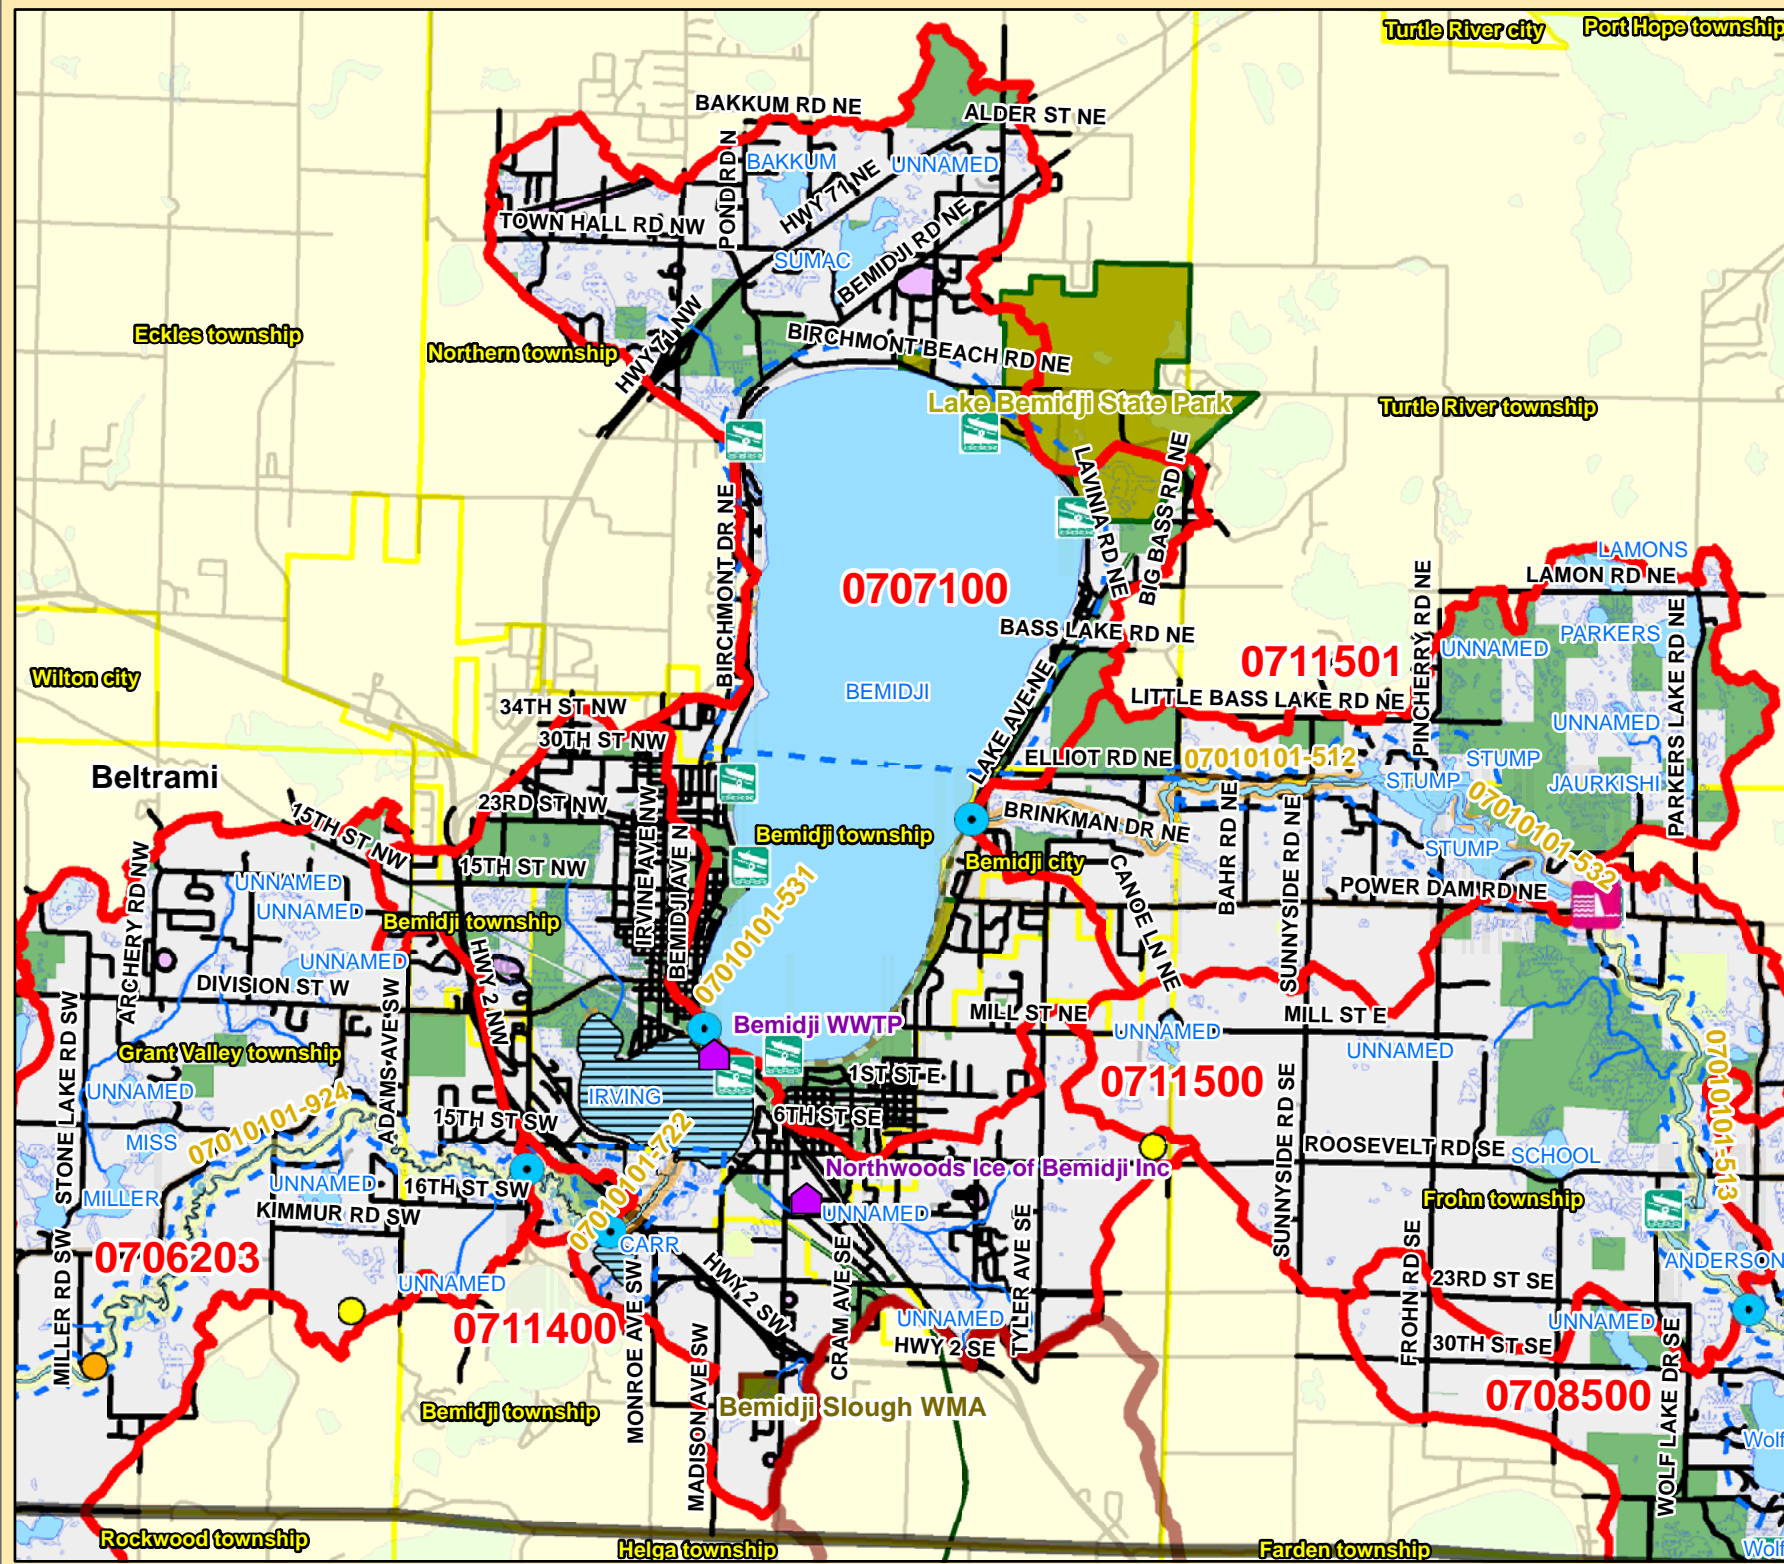 Turtle River city
Port Hope township
BAKKUM RD NE
ALDER ST NE
POND RD N
BAKKUM
UNNAMED
HWY 71 NE
TOWN HALL RD NW
SUMAC
BEMIDJI RD NE
Eckles township
Northern township
HWY 71 NW
BIRCHMONT BEACH RD NE
Lake Bemidji State Park
Turtle River township
LAVINIA RD NE
BIG BASS RD NE
BIRCHMONT DR NE
0707100
LAMONS
LAMON RD NE
PINCHERRY RD NE
PARKERS
UNNAMED
PARKERS LAKE RD NE
BASS LAKE RD NE
0711501
Wilton city
BEMIDJI
LITTLE BASS LAKE RD NE
34TH ST NW
UNNAMED
30TH ST NW
LAKE AVE NE
ELLIOT RD NE
07010101-512
STUMP
STUMP
JAURKISHI
Beltrami
23RD ST NW
15TH ST NW
IRVINE AVE NW
BEMIDJI AVE N
Bemidji township
BRINKMAN DR NE
BAHR RD NE
SUNNYSIDE RD NE
07010101-532
STUMP
ARCHERY RD NW
15TH ST NW
Bemidji city
CANOE LN NE
POWER DAM RD NE
UNNAMED
UNNAMED
Bemidji township
07010101-531
UNNAMED
HWY 2 NW
DIVISION ST W
ADAMS AVE SW
STONE LAKE RD SW
Bemidji WWTP
MILL ST NE
UNNAMED
MILL ST E
UNNAMED
07010101-513
Grant Valley township
UNNAMED
IRVING
1ST ST E
0711500
6TH ST SE
07010101-924
15TH ST SW
MISS
07010101-722
SUNNYSIDE RD SE
ROOSEVELT RD SE
SCHOOL
Northwoods Ice of Bemidji Inc
MILLER
UNNAMED
16TH ST SW
KIMMUR RD SW
UNNAMED
Frohn township
0706203
MILLER RD SW
CARR
HWY 2 SW
CRAM AVE SE
TYLER AVE SE
FROHN RD SE
ANDERSON
23RD ST SE
UNNAMED
0711400
MONROE AVE SW
UNNAMED
HWY 2 SE
UNNAMED
30TH ST SE
MADISON AVE SW
WOLF LAKE DR SE
0708500
Bemidji Slough WMA
Bemidji township
Wolf
Rockwood township
Helga township
Farden township
Wolf